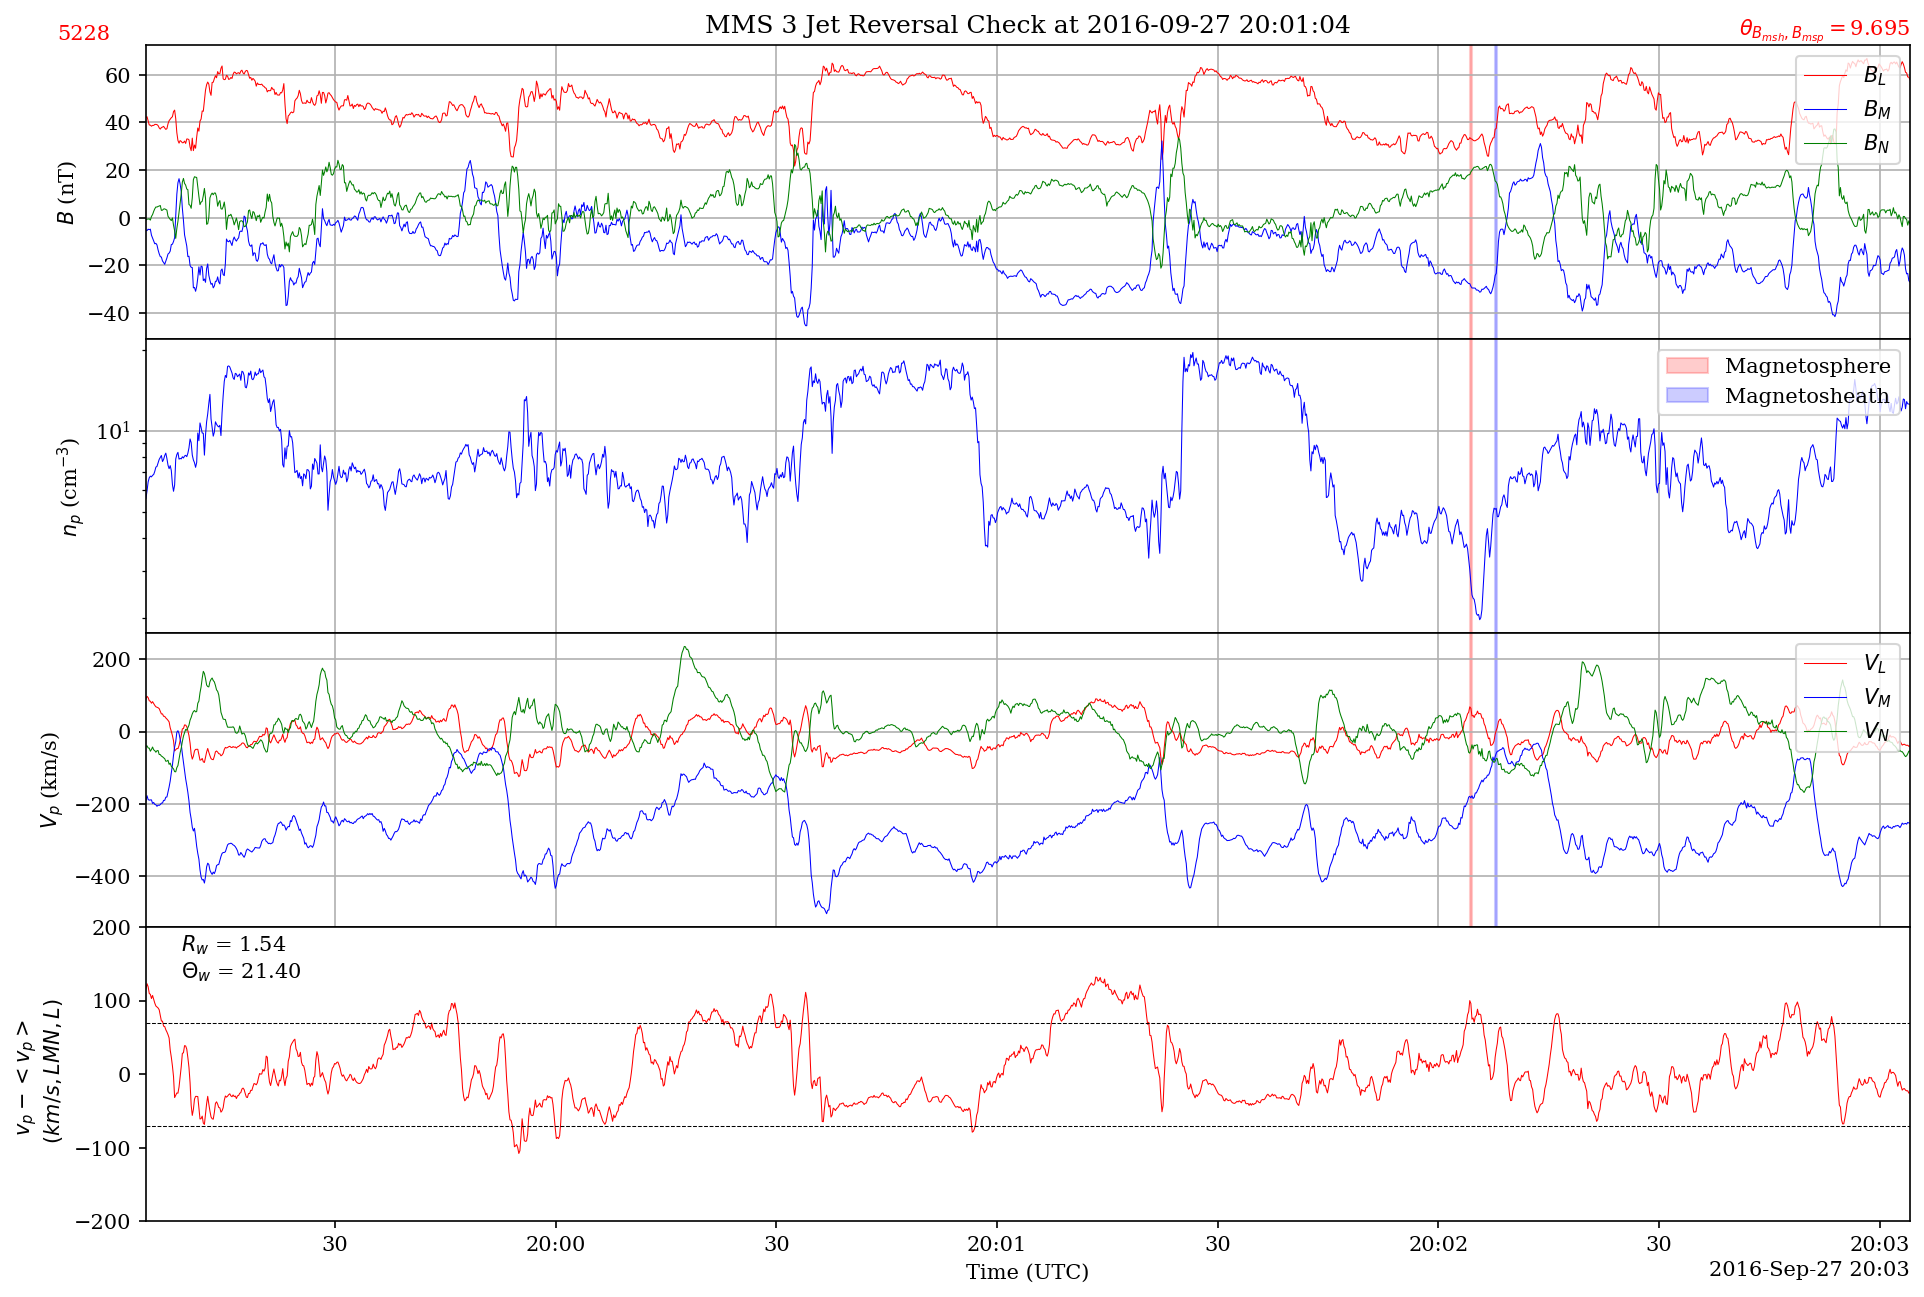 MMS 3 Jet Reversal Check at 2016-09-27 20:01:04
5228
θ_{B_{msh}, B_{msp}} = 9.695
B (nT)
60
40
20
0
−20
−40
B_L
B_M
B_N
n_p (cm^{−3})
10^1
Magnetosphere
Magnetosheath
V_p (km/s)
200
0
−200
−400
V_L
V_M
V_N
v_p − < v_p >
(km/s, LMN, L)
200
100
0
−100
−200
R_w = 1.54
Θ_w = 21.40
30
20:00
30
20:01
30
20:02
30
20:03
Time (UTC)
2016-Sep-27 20:03